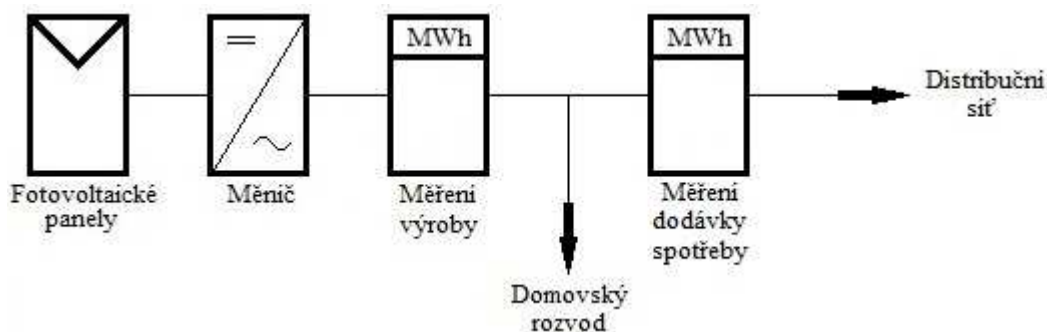 MWh
MWh
Distribuční
síť
Fotovoltaické
panely
Měnič
Měření
výroby
Měření
dodávky
spotřeby
Domovský
rozvod